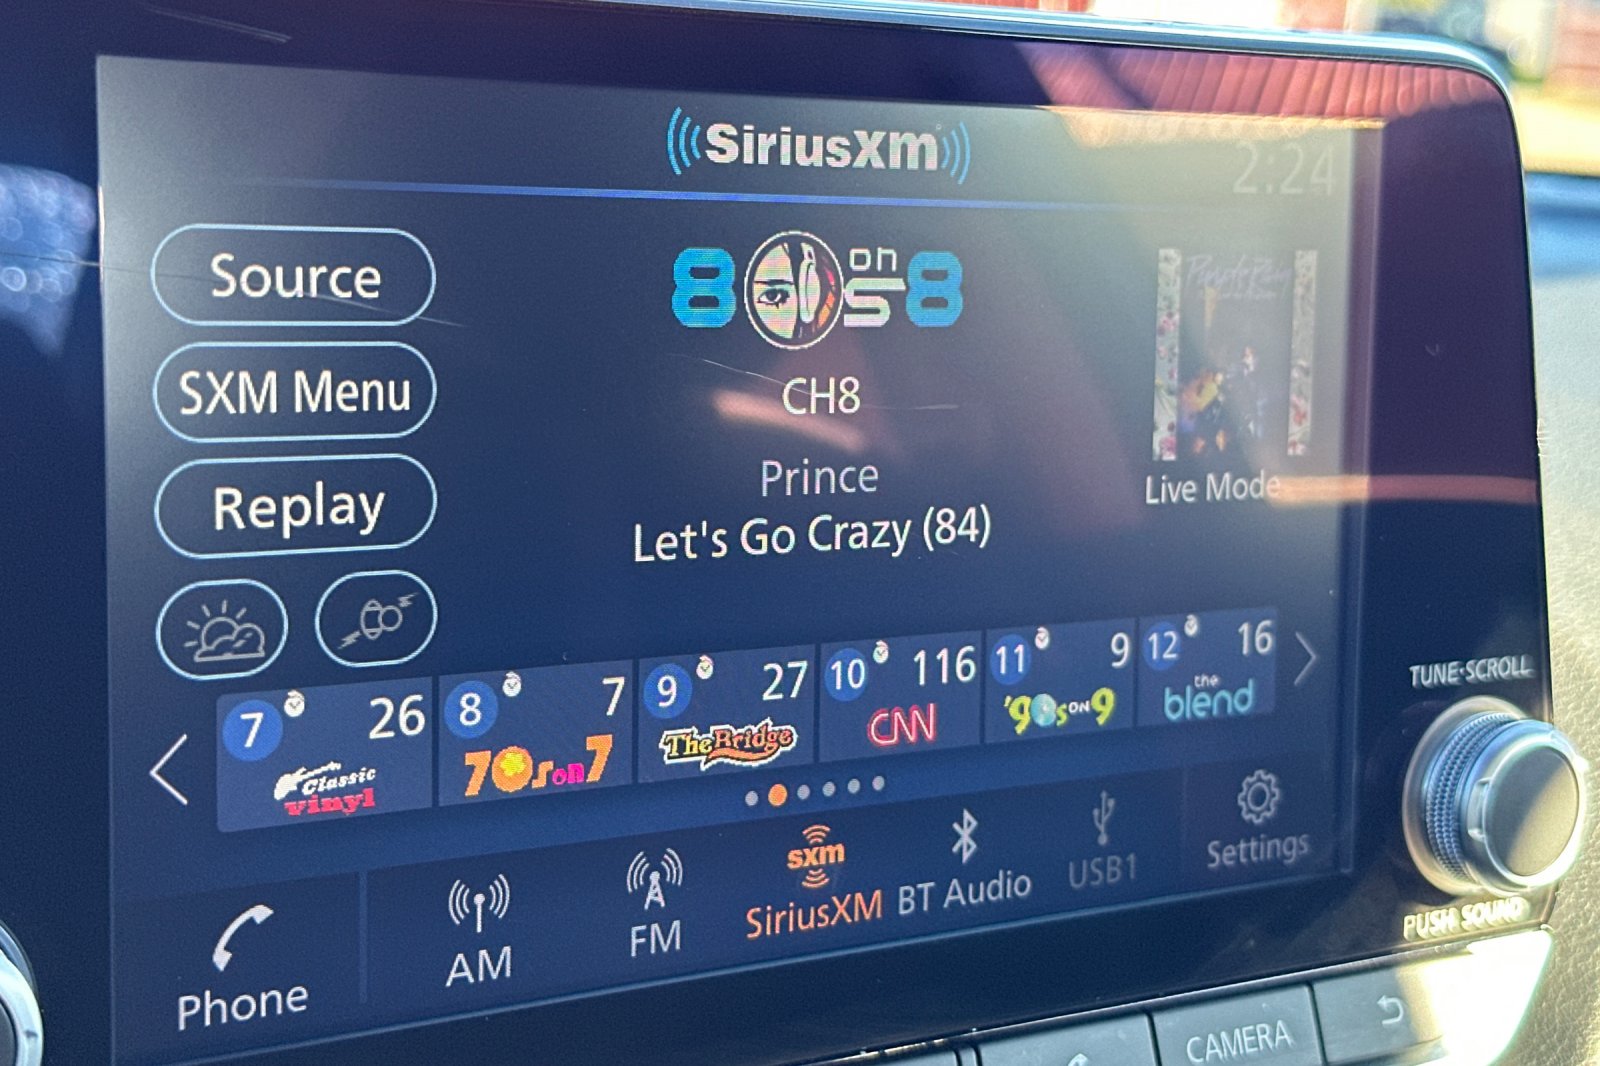 SiriusXM
2:24
Source
SXM Menu
Replay
80s on 8
CH8
Prince
Let's Go Crazy (84)
Live Mode
7 26
Classic
vinyl
8 7
70s on 7
9 27
The Bridge
10 116
CNN
11 9
'90s ON 9
12 16
the
blend
Phone
AM
FM
sxm
SiriusXM
BT Audio
USB1
Settings
TUNE•SCROLL
PUSH SOUND
CAMERA